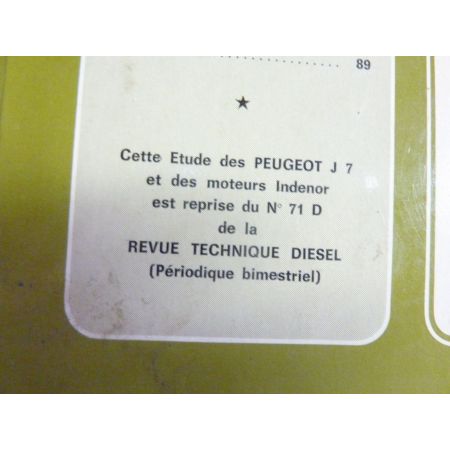 ........................ 89
★
Cette Etude des PEUGEOT J 7
et des moteurs Indenor
est reprise du N° 71 D
de la
REVUE TECHNIQUE DIESEL
(Périodique bimestriel)